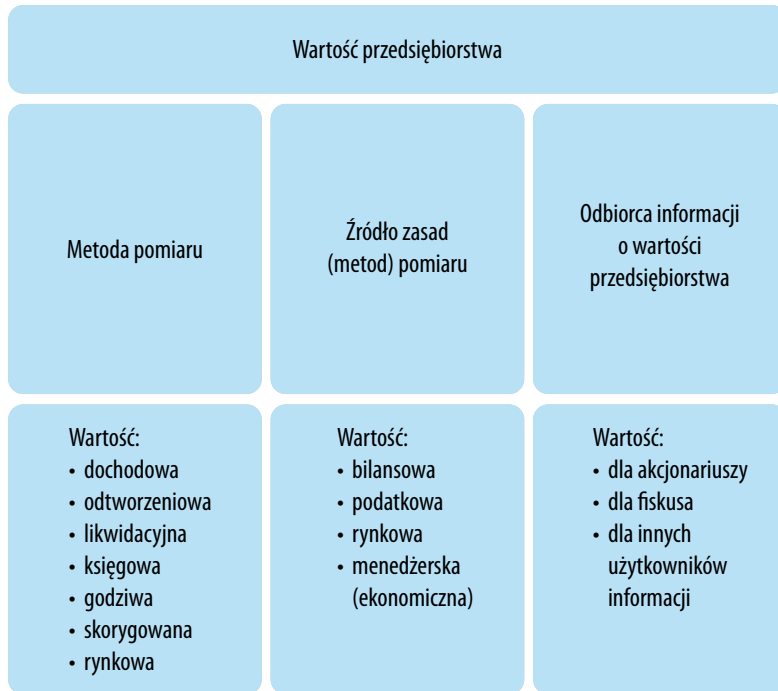 Wartość przedsiębiorstwa
Metoda pomiaru
Źródło zasad
(metod) pomiaru
Odbiorca informacji
o wartości
przedsiębiorstwa
Wartość:
• dochodowa
• odtworzeniowa
• likwidacyjna
• księgowa
• godziwa
• skorygowana
• rynkowa
Wartość:
• bilansowa
• podatkowa
• rynkowa
• menedżerska
(ekonomiczna)
Wartość:
• dla akcjonariuszy
• dla fiskusa
• dla innych
użytkowników
informacji